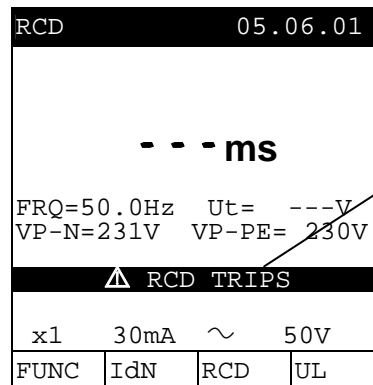 RCD 05.06.01
---ms
FRQ=50.0Hz Ut= ---V
VP-N=231V VP-PE= 230V
⚠ RCD TRIPS
x1 30mA ~ 50V
FUNC IdN RCD UL